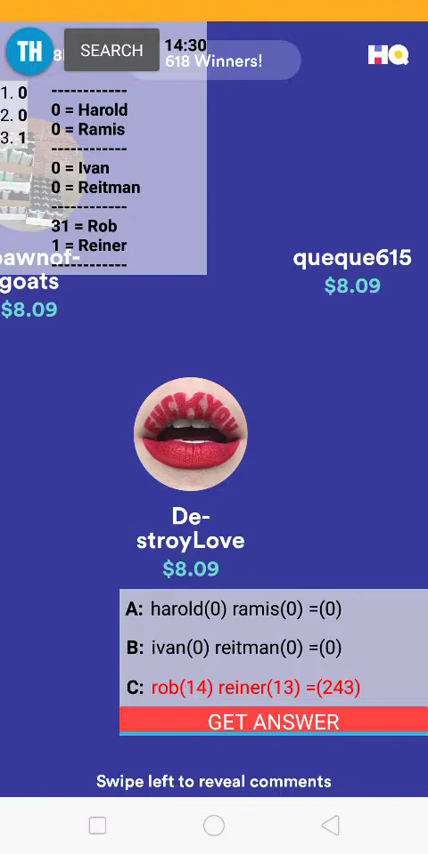 TH
SEARCH
14:30
618 Winners!
HQ
1. 0
2. 0
3. 1
------------
0 = Harold
0 = Ramis
------------
0 = Ivan
0 = Reitman
------------
31 = Rob
1 = Reiner
------------
awnof-
goats
$8.09
queque615
$8.09
FUCK YOU
De-
stroyLove
$8.09
A: harold(0) ramis(0) =(0)
B: ivan(0) reitman(0) =(0)
C: rob(14) reiner(13) =(243)
GET ANSWER
Swipe left to reveal comments